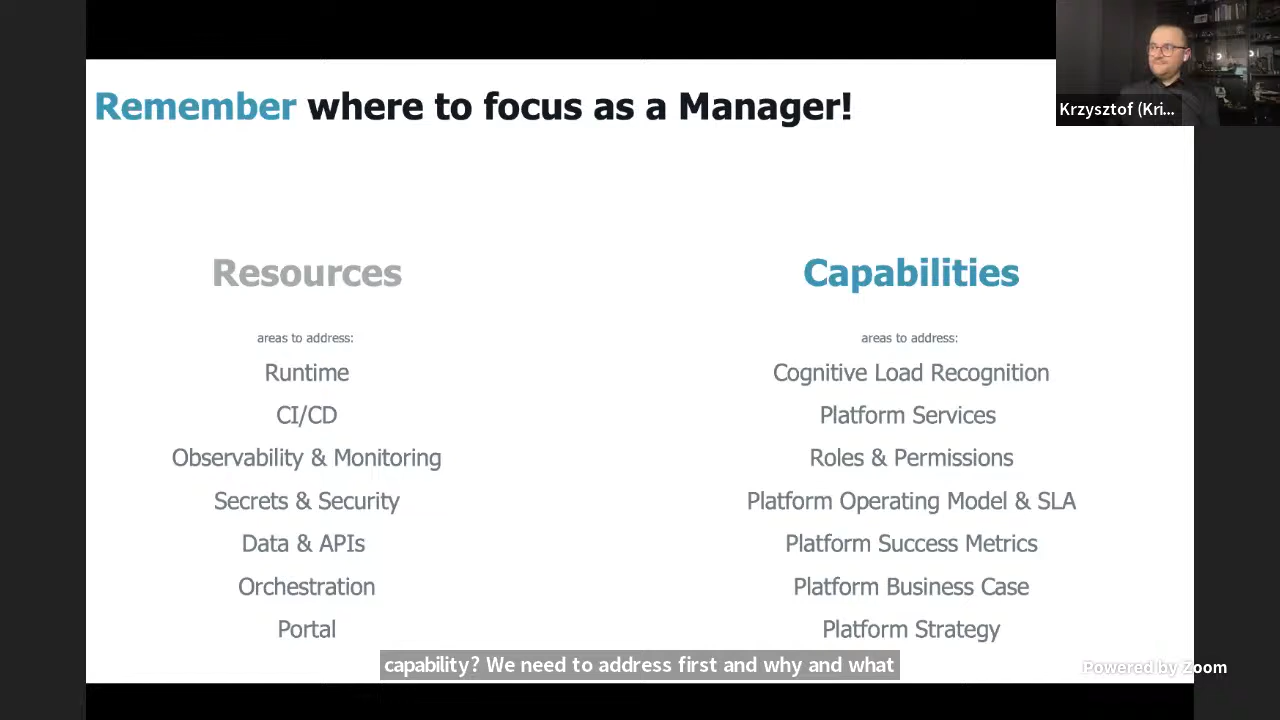 Remember where to focus as a Manager!
Krzysztof (Kri...
Resources
areas to address:
Runtime
CI/CD
Observability & Monitoring
Secrets & Security
Data & APIs
Orchestration
Portal
Capabilities
areas to address:
Cognitive Load Recognition
Platform Services
Roles & Permissions
Platform Operating Model & SLA
Platform Success Metrics
Platform Business Case
Platform Strategy
capability? We need to address first and why and what
Powered by Zoom